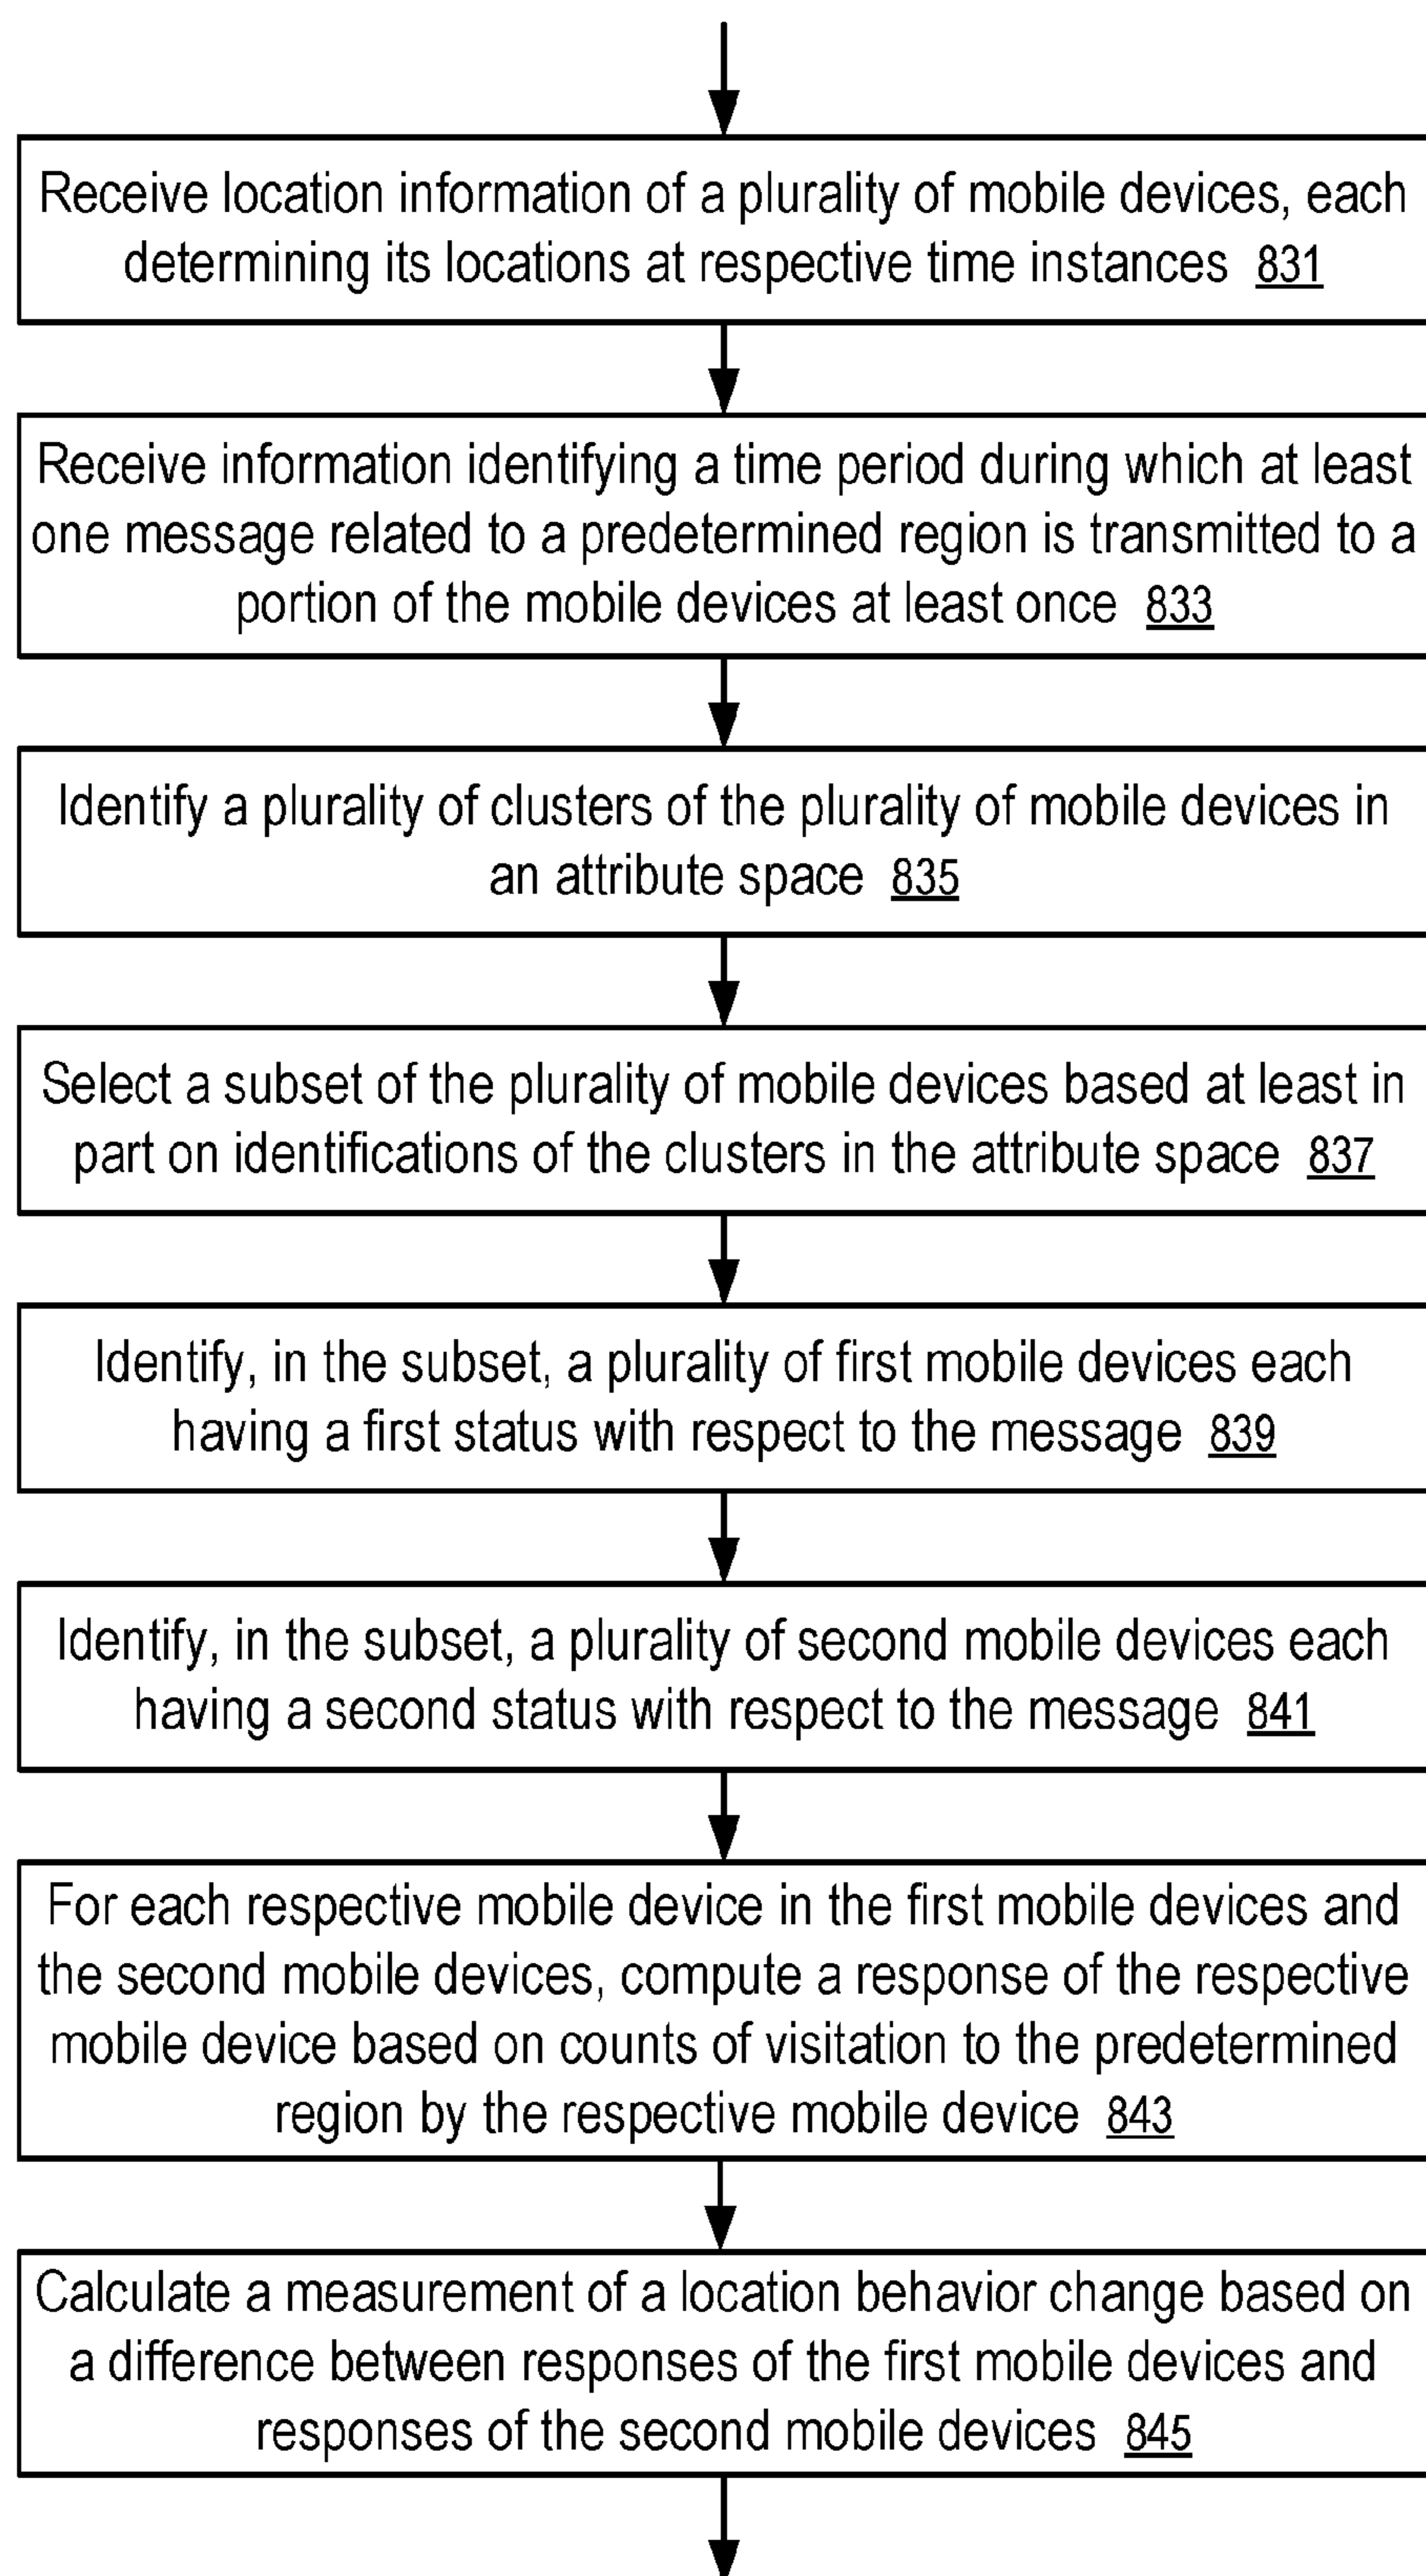 Receive location information of a plurality of mobile devices, each
determining its locations at respective time instances 831
Receive information identifying a time period during which at least
one message related to a predetermined region is transmitted to a
portion of the mobile devices at least once 833
Identify a plurality of clusters of the plurality of mobile devices in
an attribute space 835
Select a subset of the plurality of mobile devices based at least in
part on identifications of the clusters in the attribute space 837
Identify, in the subset, a plurality of first mobile devices each
having a first status with respect to the message 839
Identify, in the subset, a plurality of second mobile devices each
having a second status with respect to the message 841
For each respective mobile device in the first mobile devices and
the second mobile devices, compute a response of the respective
mobile device based on counts of visitation to the predetermined
region by the respective mobile device 843
Calculate a measurement of a location behavior change based on
a difference between responses of the first mobile devices and
responses of the second mobile devices 845